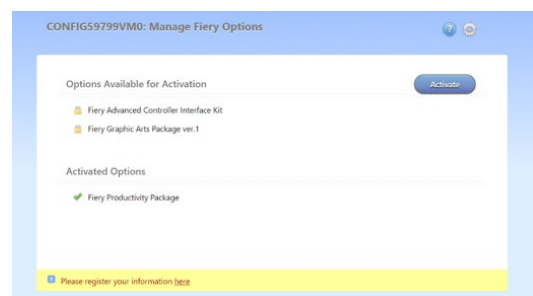 CONFIG59799VM0: Manage Fiery Options
Options Available for Activation
Activate
Fiery Advanced Controller Interface Kit
Fiery Graphic Arts Package ver.1
Activated Options
Fiery Productivity Package
Please register your information here